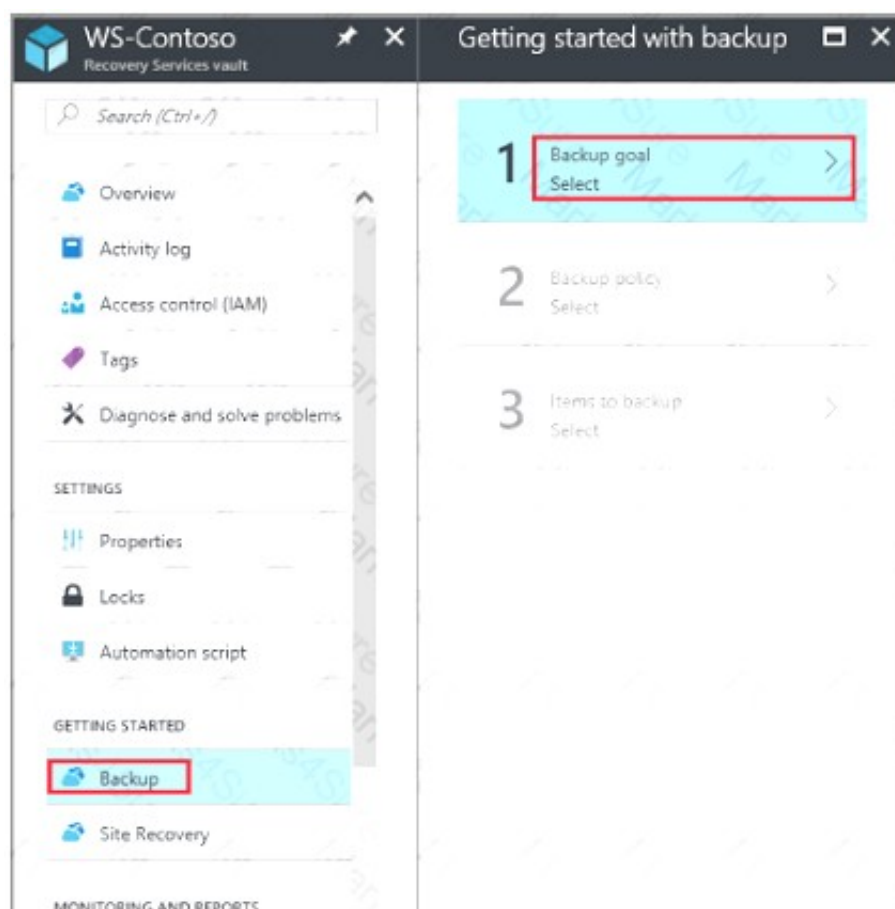 WS-Contoso
Recovery Services vault
Search (Ctrl+/)
Overview
Activity log
Access control (IAM)
Tags
Diagnose and solve problems
SETTINGS
Properties
Locks
Automation script
GETTING STARTED
Backup
Site Recovery
MONITORING AND REPORTS
Getting started with backup
1
Backup goal
Select
2
Backup policy
Select
3
Items to backup
Select